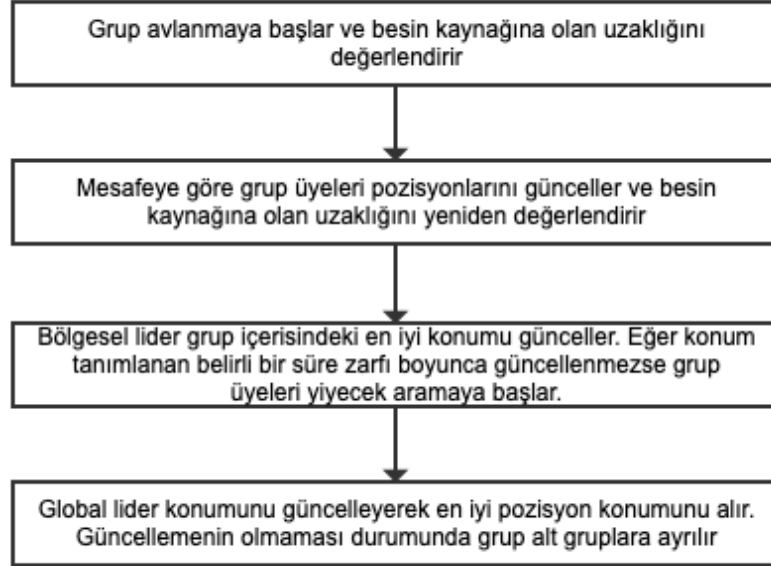 Grup avlanmaya başlar ve besin kaynağına olan uzaklığını
değerlendirir
Mesafeye göre grup üyeleri pozisyonlarını günceller ve besin
kaynağına olan uzaklığını yeniden değerlendirir
Bölgesel lider grup içerisindeki en iyi konumu günceller. Eğer konum
tanımlanan belirli bir süre zarfı boyunca güncellenmezse grup
üyeleri yiyecek aramaya başlar.
Global lider konumunu güncelleyerek en iyi pozisyon konumunu alır.
Güncellemenin olmaması durumunda grup alt gruplara ayrılır